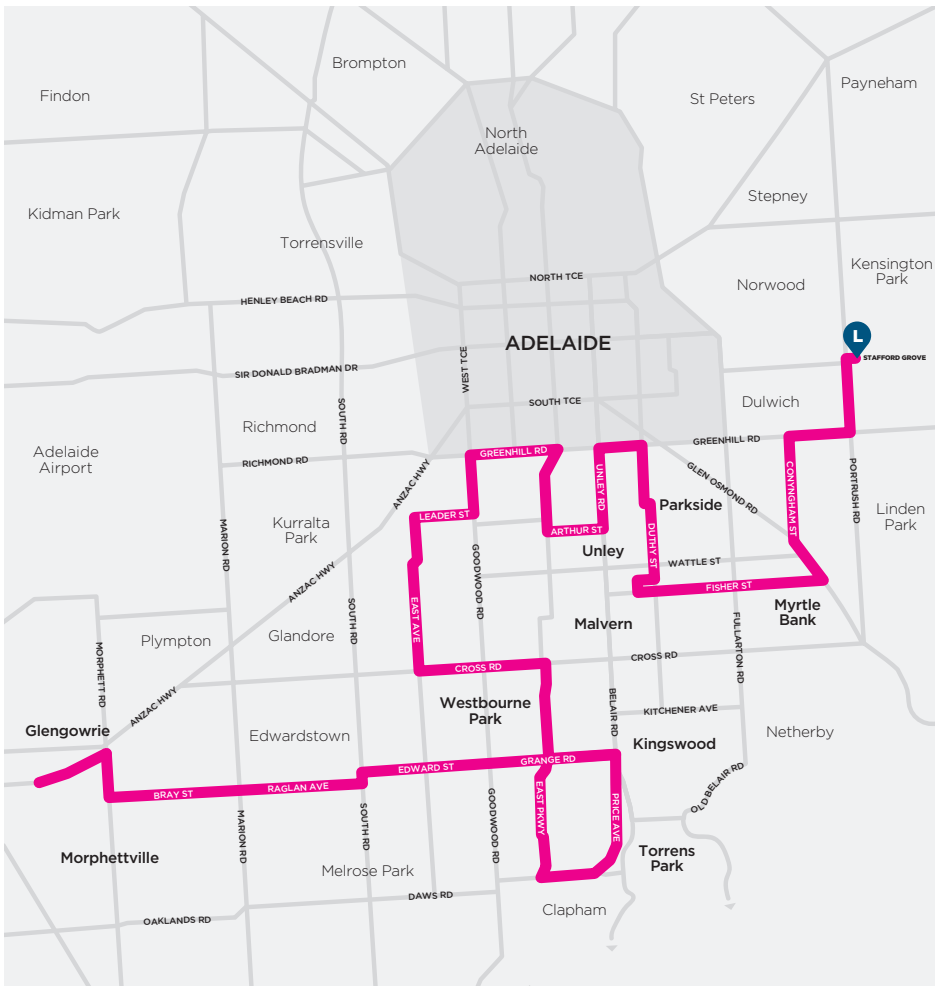 Brompton
Payneham
Findon
St Peters
North
Adelaide
Stepney
Kidman Park
Torrensville
Kensington
Park
NORTH TCE
Norwood
HENLEY BEACH RD
L
STAFFORD GROVE
ADELAIDE
WEST TCE
SIR DONALD BRADMAN DR
SOUTH TCE
Dulwich
SOUTH RD
Richmond
GREENHILL RD
GREENHILL RD
Adelaide
Airport
RICHMOND RD
ANZAC HWY
UNLEY RD
GLEN OSMOND RD
CONYNGHAM ST
PORTRUSH RD
Parkside
Linden
Park
LEADER ST
Kurralta
Park
MARION RD
ARTHUR ST
DUTHY ST
Unley
GOODWOOD RD
WATTLE ST
ANZAC HWY
FISHER ST
EAST AVE
SOUTH RD
Myrtle
Bank
Malvern
Glandore
Plympton
FULLARTON RD
MORPHETT RD
CROSS RD
CROSS RD
ANZAC HWY
Westbourne
Park
BELAIR RD
KITCHENER AVE
Glengowrie
Edwardstown
Kingswood
Netherby
GRANGE RD
EDWARD ST
OLD BELAIR RD
RAGLAN AVE
BRAY ST
EAST PKWY
PRICE AVE
SOUTH RD
GOODWOOD RD
MARION RD
Morphettville
Torrens
Park
Melrose Park
DAWS RD
Clapham
OAKLANDS RD